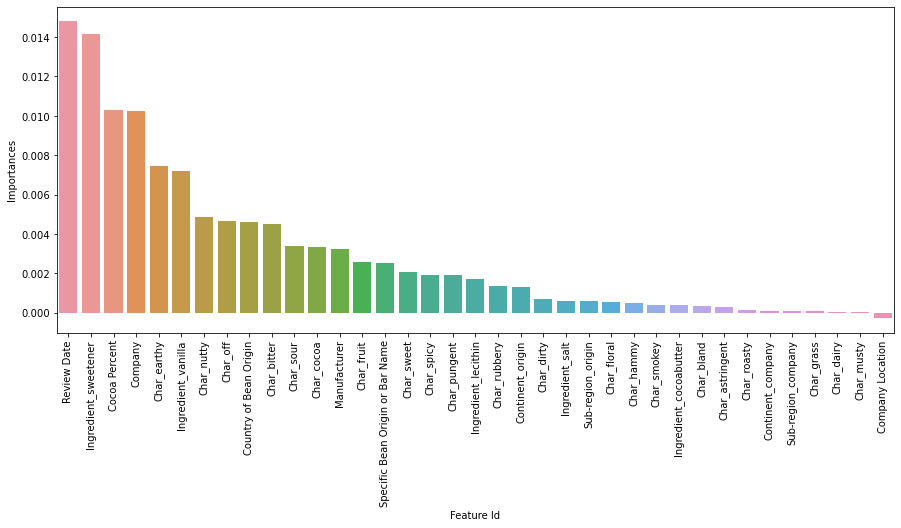 0.014
0.012
0.010
0.008
0.006
0.004
0.002
0.000
Importances
Review Date
Ingredient_sweetener
Cocoa Percent
Company
Char_earthy
Ingredient_vanilla
Char_nutty
Char_off
Country of Bean Origin
Char_bitter
Char_sour
Char_cocoa
Manufacturer
Char_fruit
Specific Bean Origin or Bar Name
Char_sweet
Char_spicy
Char_pungent
Ingredient_lecithin
Char_rubbery
Continent_origin
Char_dirty
Ingredient_salt
Sub-region_origin
Char_floral
Char_hammy
Char_smokey
Ingredient_cocoabutter
Char_bland
Char_astringent
Char_roasty
Continent_company
Sub-region_company
Char_grass
Char_dairy
Char_musty
Company Location
Feature Id